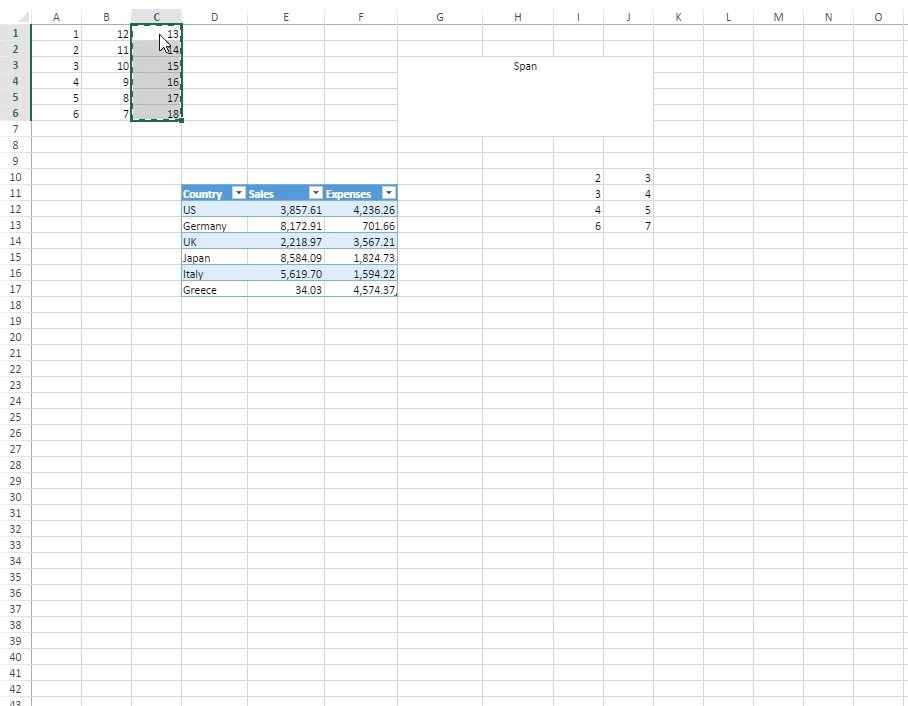 A B C D E F G H I J K L M N O
1 1 12 13
2 2 11 14
3 3 10 15 Span
4 4 9 16
5 5 8 17
6 6 7 18
7
8
9
10 2 3
11 Country Sales Expenses 3 4
12 US 3,857.61 4,236.26 4 5
13 Germany 8,172.91 701.66 6 7
14 UK 2,218.97 3,567.21
15 Japan 8,584.09 1,824.73
16 Italy 5,619.70 1,594.22
17 Greece 34.03 4,574.37
18
19
20
21
22
23
24
25
26
27
28
29
30
31
32
33
34
35
36
37
38
39
40
41
42
43